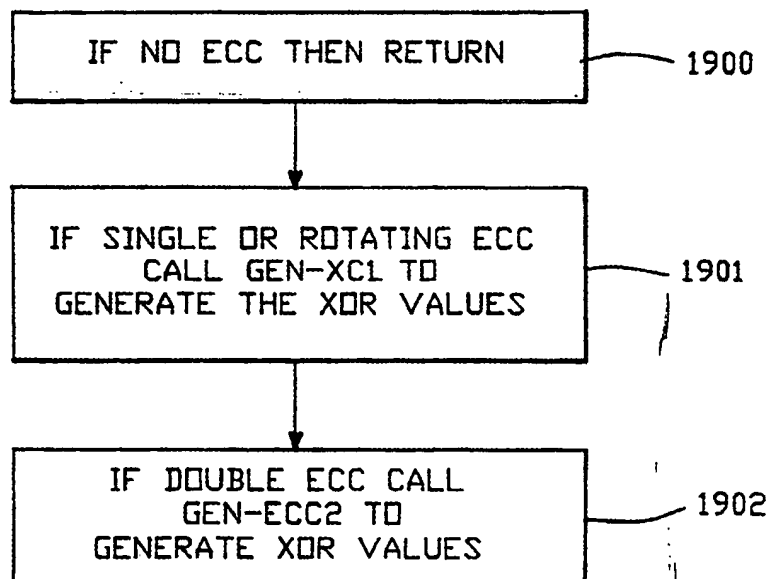 IF NO ECC THEN RETURN
1900
IF SINGLE OR ROTATING ECC
CALL GEN-XC1 TO
GENERATE THE XOR VALUES
1901
IF DOUBLE ECC CALL
GEN-ECC2 TO
GENERATE XOR VALUES
1902